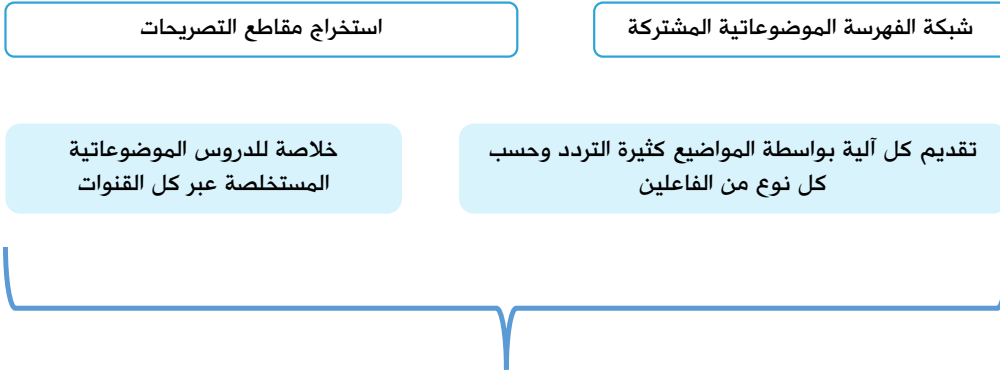 شبكة الفهرسة الموضوعاتية المشتركة
استخراج مقاطع التصريحات
تقديم كل آلية بواسطة المواضيع كثيرة التردد وحسب
كل نوع من الفاعلين
خلاصة للدروس الموضوعاتية
المستخلصة عبر كل القنوات